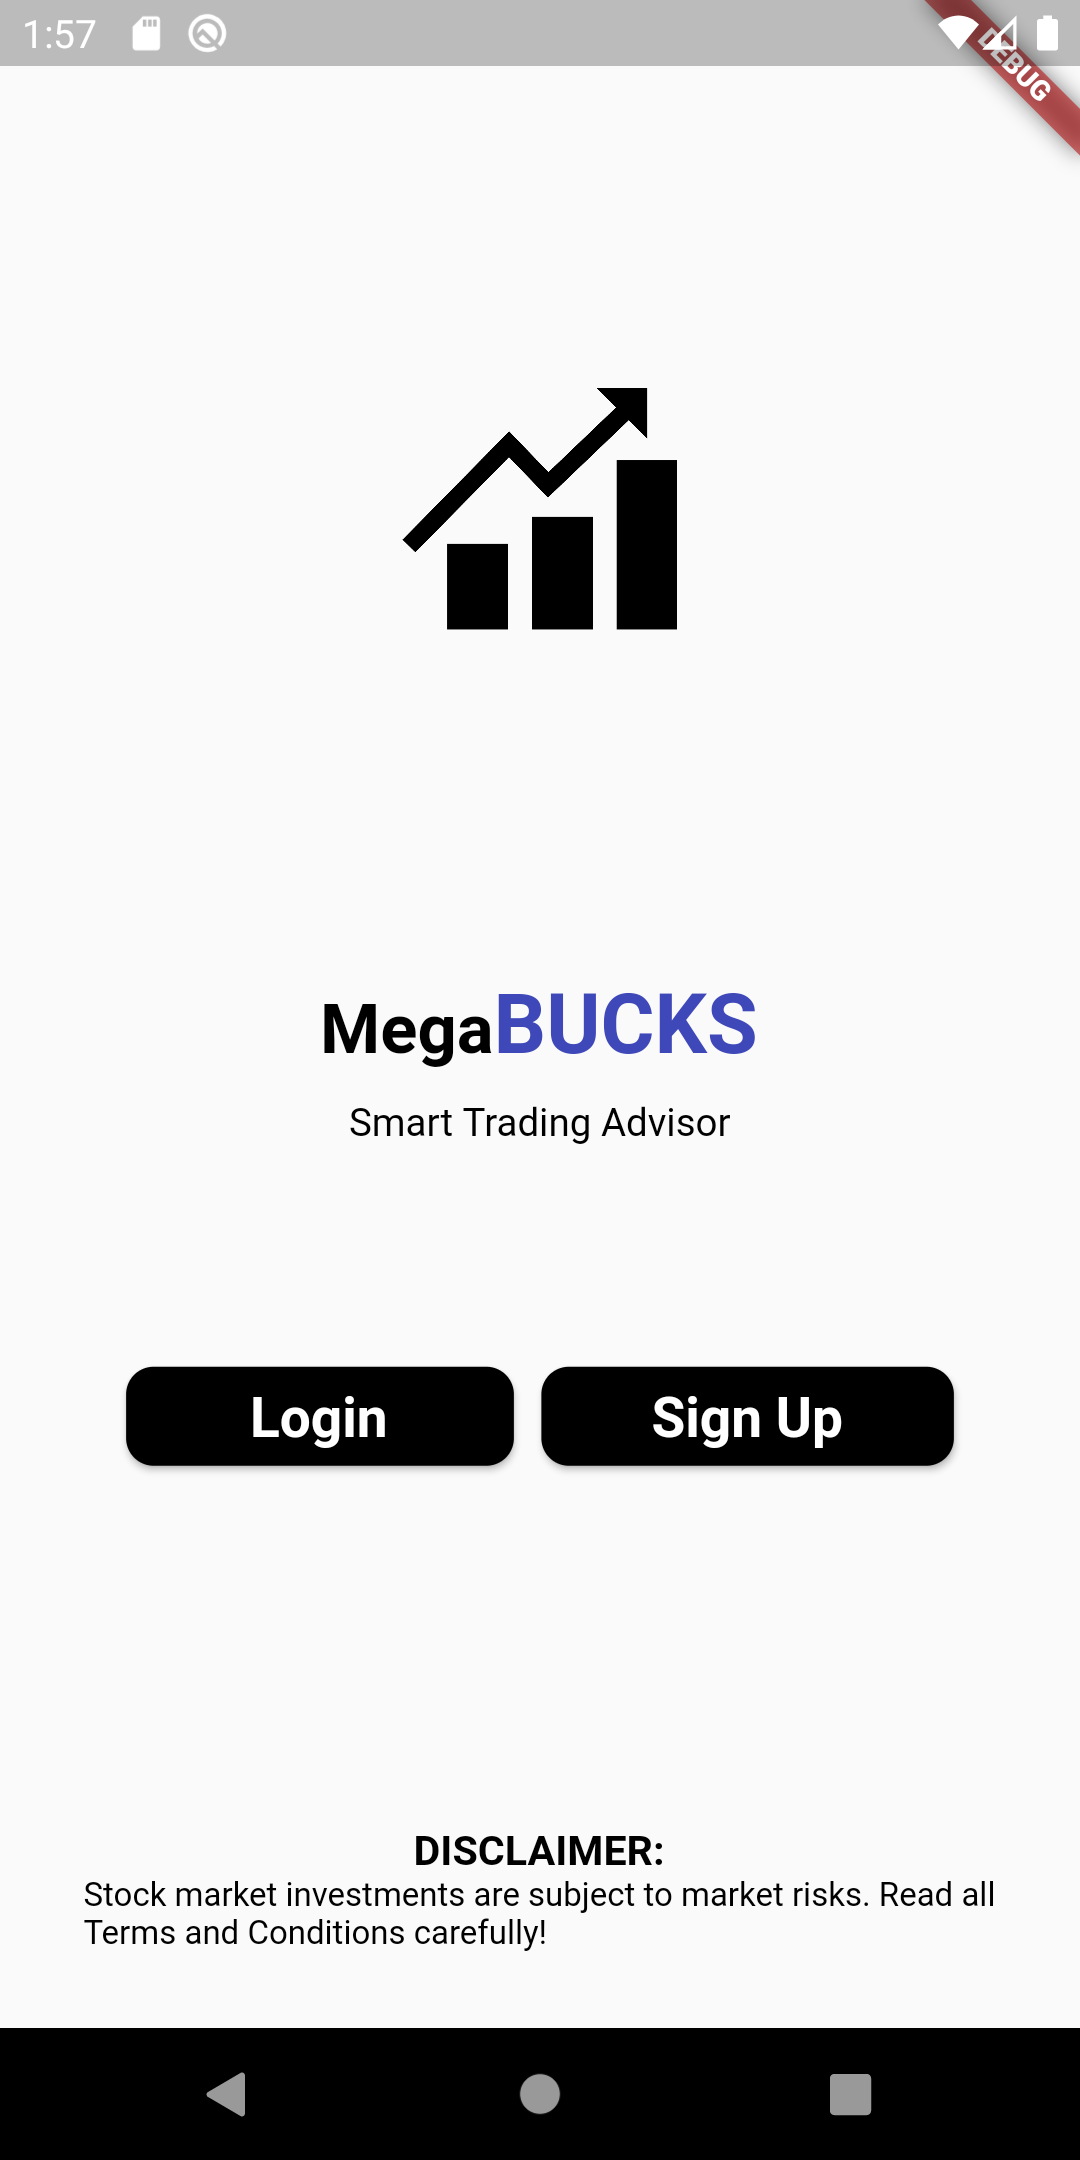 1:57
DEBUG
MegaBUCKS
Smart Trading Advisor
Login
Sign Up
DISCLAIMER:
Stock market investments are subject to market risks. Read all
Terms and Conditions carefully!